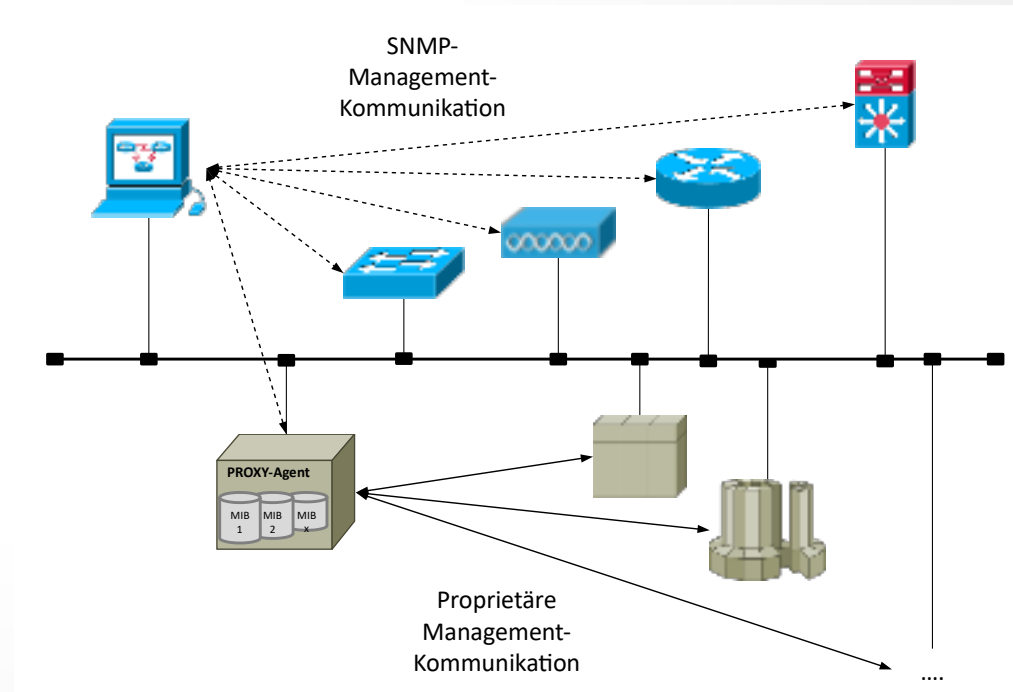 SNMP-
Management-
Kommunikation
PROXY-Agent
MIB
1
MIB
2
MIB
x
Proprietäre
Management-
Kommunikation
....